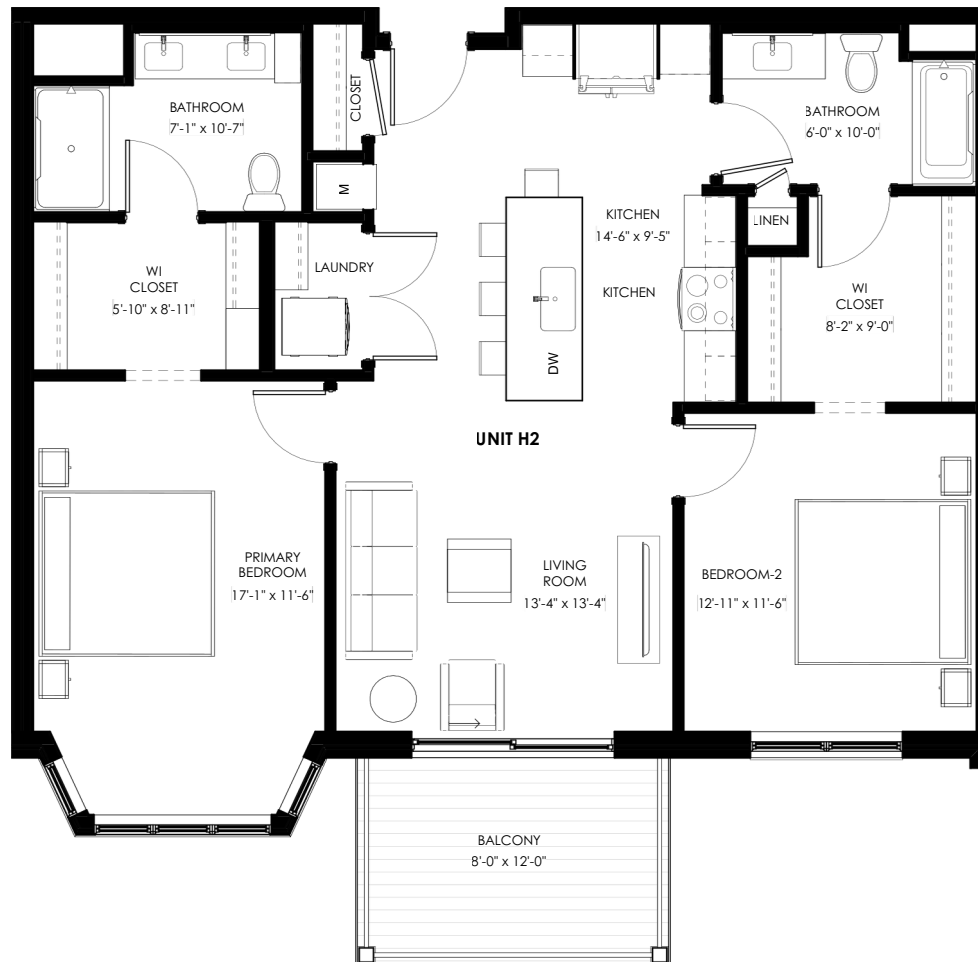 BATHROOM
7'-1" x 10'-7"
CLOSET
BATHROOM
6'-0" x 10'-0"
M
LINEN
KITCHEN
14'-6" x 9'-5"
KITCHEN
LAUNDRY
WI
CLOSET
5'-10" x 8'-11"
WI
CLOSET
8'-2" x 9'-0"
DW
UNIT H2
PRIMARY
BEDROOM
17'-1" x 11'-6"
LIVING
ROOM
13'-4" x 13'-4"
BEDROOM-2
12'-11" x 11'-6"
BALCONY
8'-0" x 12'-0"